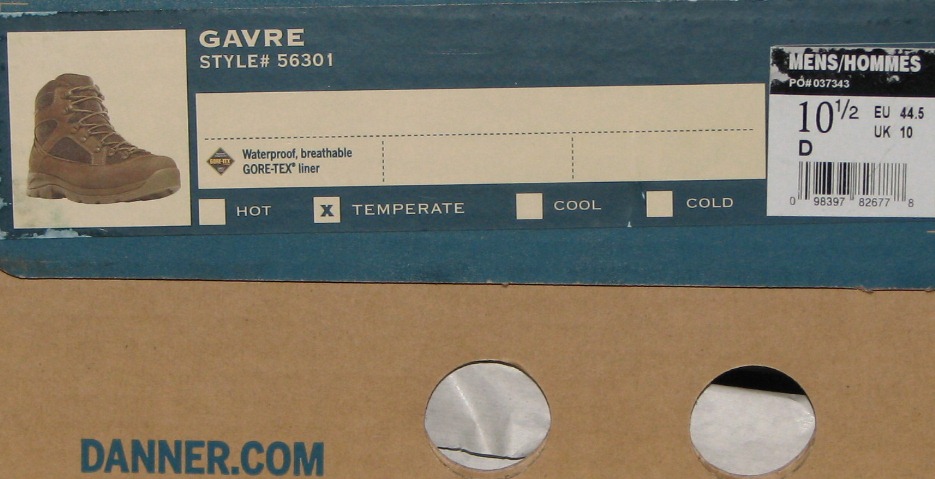 GAVRE
STYLE# 56301
GORE-TEX
Waterproof, breathable
GORE-TEX® liner
HOT
X TEMPERATE
COOL
COLD
MENS/HOMMES
PO# 037343
10 1/2 EU 44.5
UK 10
D
0 98397 82677 8
DANNER.COM